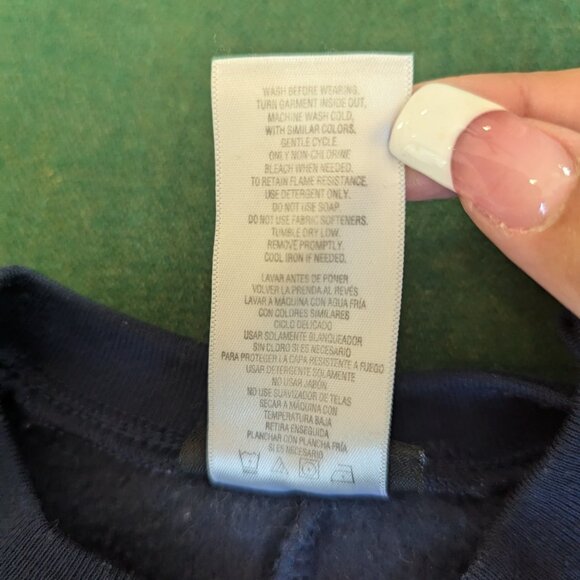 WASH BEFORE WEARING.
TURN GARMENT INSIDE OUT,
MACHINE WASH COLD,
WITH SIMILAR COLORS,
GENTLE CYCLE.
ONLY NON-CHLORINE
BLEACH WHEN NEEDED.
TO RETAIN FLAME RESISTANCE,
USE DETERGENT ONLY.
DO NOT USE SOAP.
DO NOT USE FABRIC SOFTENERS.
TUMBLE DRY LOW.
REMOVE PROMPTLY.
COOL IRON IF NEEDED.
LAVAR ANTES DE PONER
VOLVER LA PRENDA AL REVÉS
LAVAR A MÁQUINA CON AGUA FRÍA
CON COLORES SIMILARES
CICLO DELICADO
USAR SOLAMENTE BLANQUEADOR
SIN CLORO SI ES NECESARIO
PARA PROTEGER LA CAPA RESISTENTE A FUEGO
USAR DETERGENTE SOLAMENTE
NO USAR JABÓN
NO USE SUAVIZADOR DE TELAS
SECAR A MÁQUINA CON
TEMPERATURA BAJA
RETIRA ENSEGUIDA
PLANCHAR CON PLANCHA FRÍA
SI ES NECESARIO